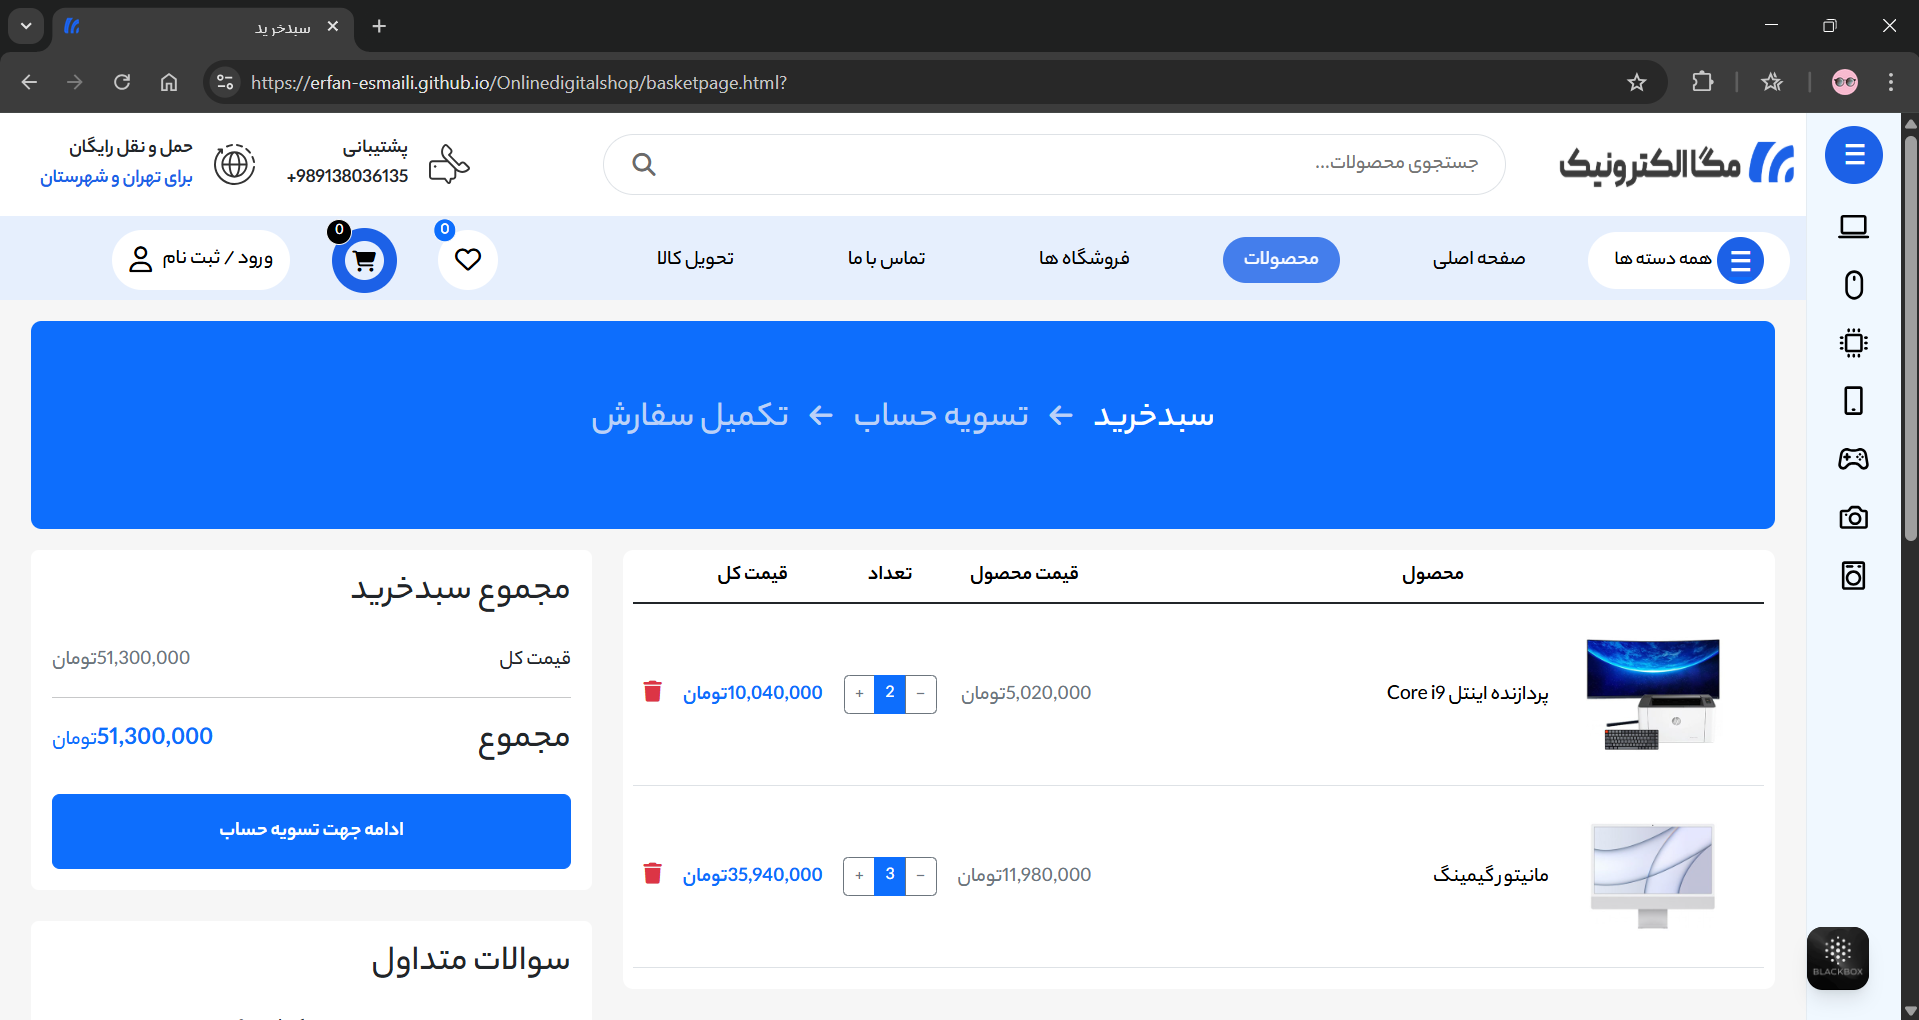 سبدخرید
https://erfan-esmaili.github.io/Onlinedigitalshop/basketpage.html?
مگاالکترونیک
جستجوی محصولات...
پشتیبانی
+989138036135
حمل و نقل رایگان
برای تهران و شهرستان
همه دسته ها
صفحه اصلی
محصولات
فروشگاه ها
تماس با ما
تحویل کالا
0
0
ورود / ثبت نام
سبدخرید ← تسویه حساب ← تکمیل سفارش
محصول قیمت محصول تعداد قیمت کل
پردازنده اینتل Core i9 5,020,000تومان − 2 + 10,040,000تومان
مانیتور گیمینگ 11,980,000تومان − 3 + 35,940,000تومان
مجموع سبدخرید
قیمت کل 51,300,000تومان
مجموع 51,300,000تومان
ادامه جهت تسویه حساب
سوالات متداول
BLACKBOX